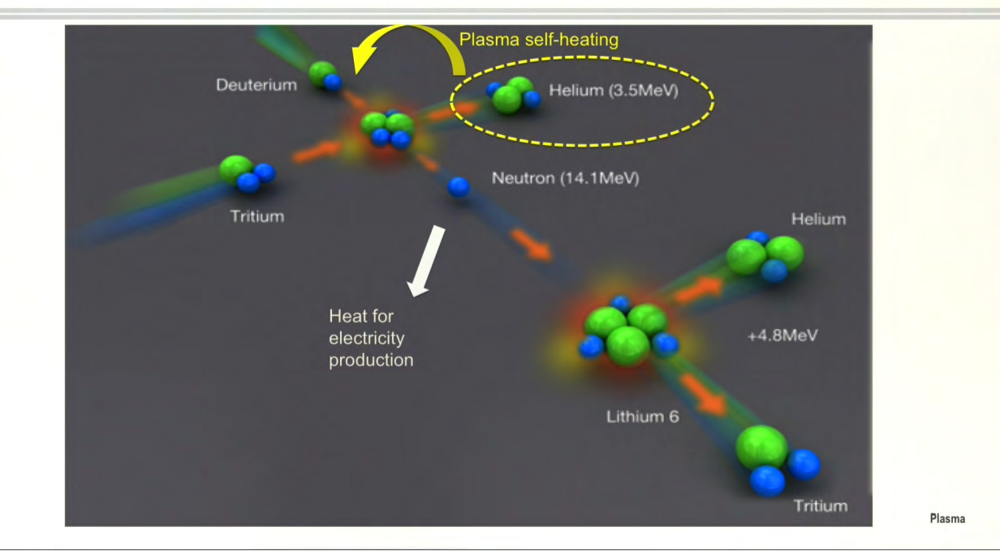 Plasma self-heating
Deuterium
Helium (3.5MeV)
Neutron (14.1MeV)
Tritium
Helium
Heat for
electricity
production
+4.8MeV
Lithium 6
Tritium
Plasma